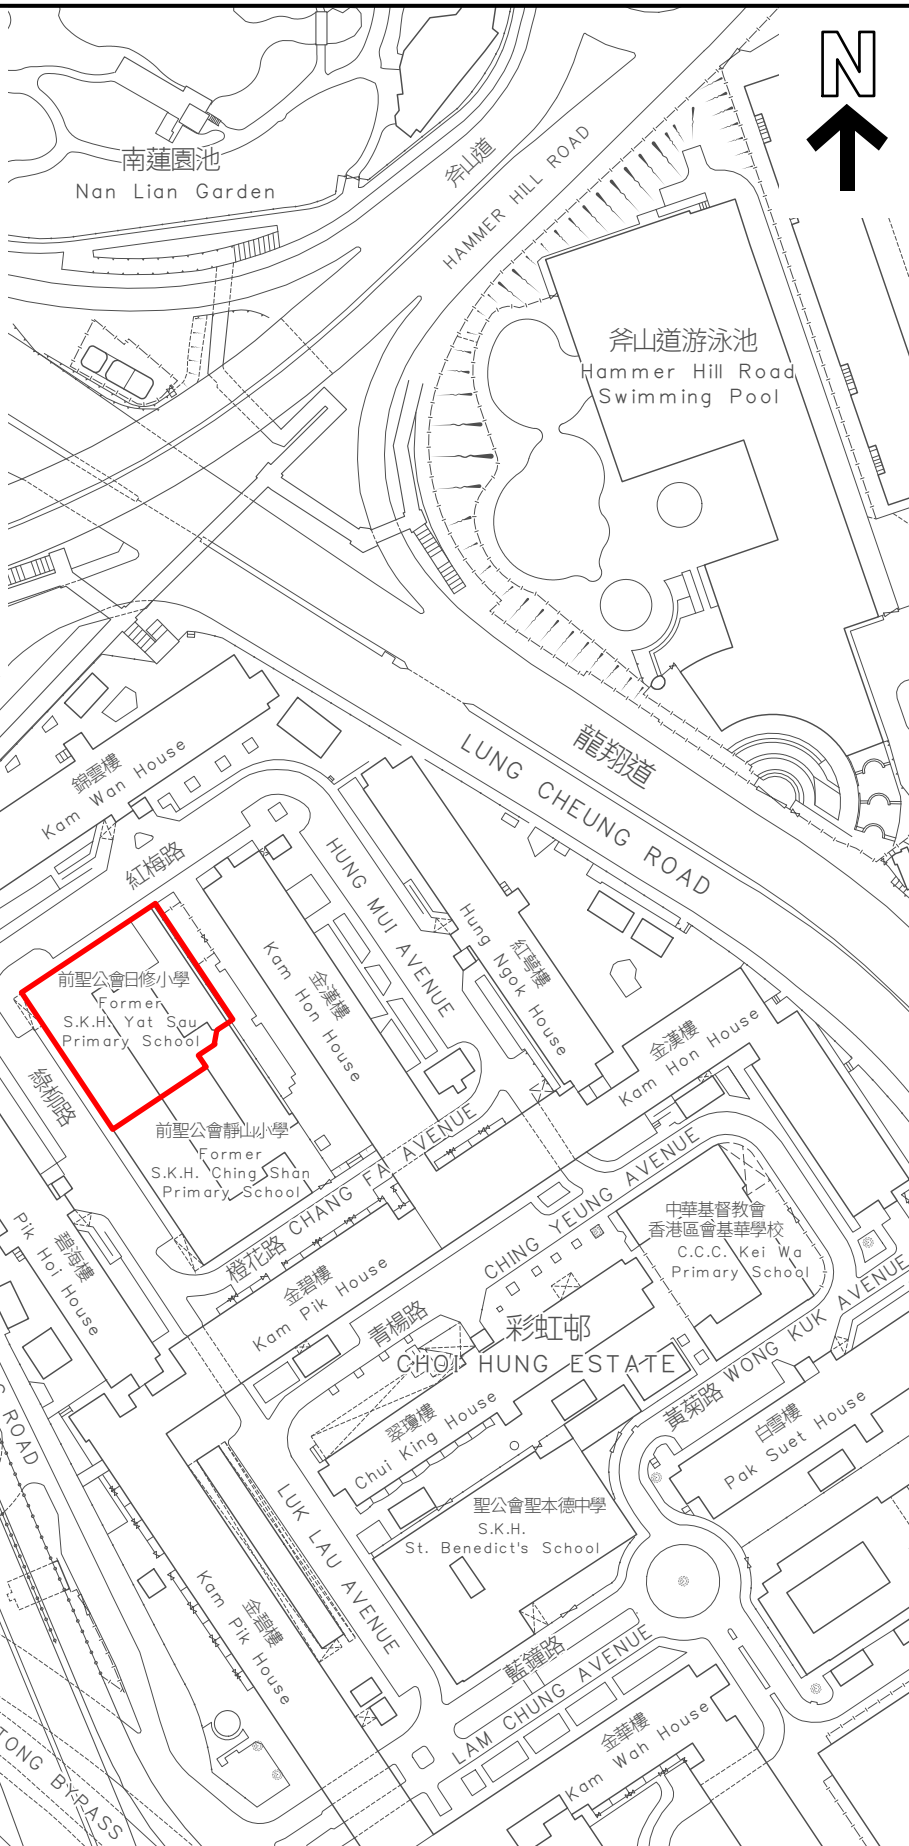 N
南蓮園池
Nan Lian Garden
斧山道
HAMMER HILL ROAD
斧山道游泳池
Hammer Hill Road
Swimming Pool
龍翔道
LUNG CHEUNG ROAD
錦雲樓
Kam Wan House
紅梅路
HUNG MUI AVENUE
紅萼樓
Hung Ngok House
金漢樓
Kam Hon House
金漢樓
Kam Hon House
前聖公會日修小學
Former
S.K.H. Yat Sau
Primary School
綠柳路
前聖公會靜山小學
Former
S.K.H. Ching Shan
Primary School
橙花路 CHANG FA AVENUE
碧海樓
Pik Hoi House
金碧樓
Kam Pik House
青楊路
CHING YEUNG AVENUE
中華基督教會
香港區會基華學校
C.C.C. Kei Wa
Primary School
彩虹邨
CHOI HUNG ESTATE
黃菊路 WONG KUK AVENUE
白雪樓
Pak Suet House
翠瓊樓
Chui King House
聖公會聖本德中學
S.K.H.
St. Benedict's School
LUK LAU AVENUE
金碧樓
Kam Pik House
藍鐘路
LAM CHUNG AVENUE
金華樓
Kam Wah House
ROAD
TONG BYPASS